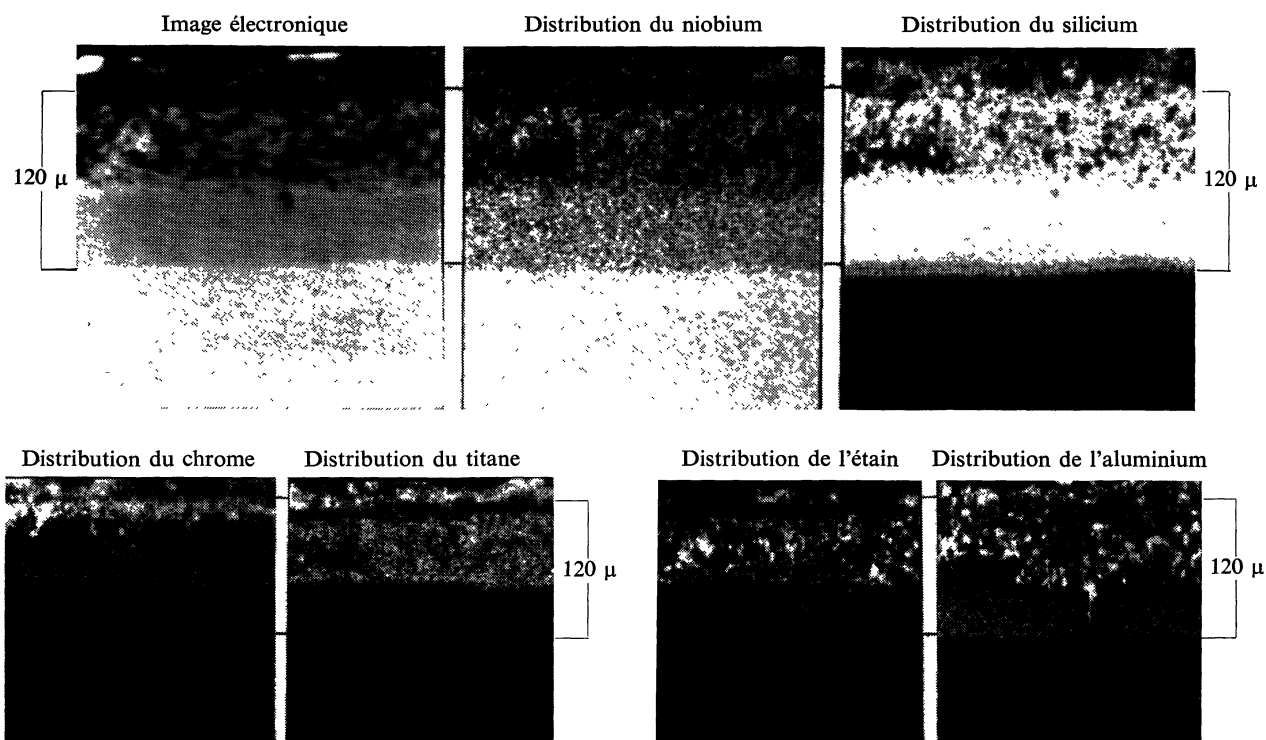 Image électronique
Distribution du niobium
Distribution du silicium
120 μ
120 μ
Distribution du chrome
Distribution du titane
Distribution de l'étain
Distribution de l'aluminium
120 μ
120 μ